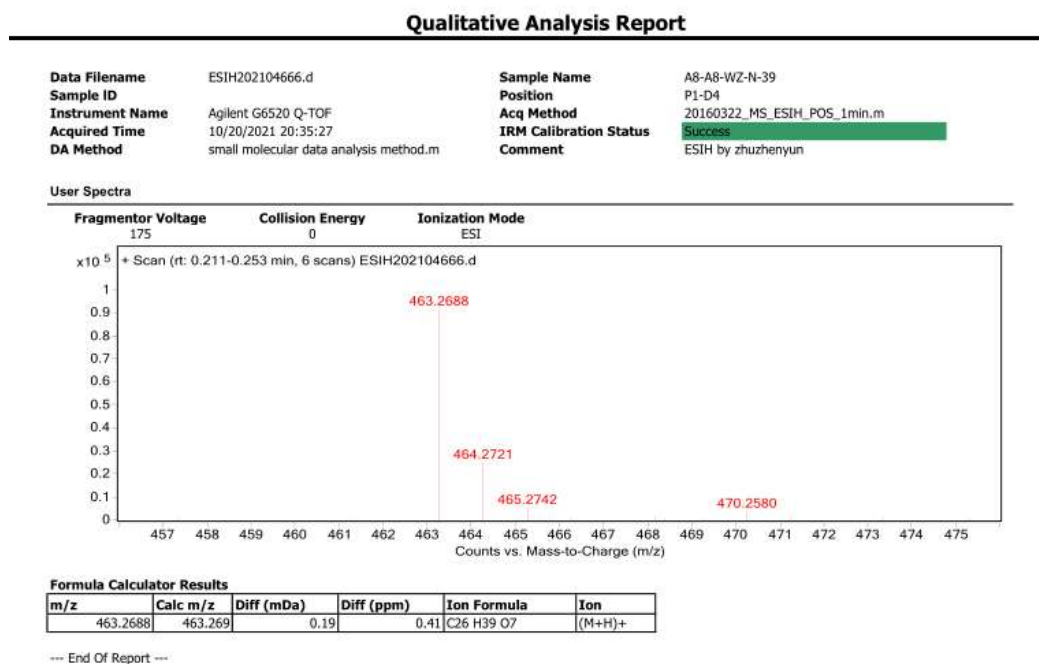 Qualitative Analysis Report
Data Filename ESIH202104666.d Sample Name A8-A8-WZ-N-39
Sample ID Position P1-D4
Instrument Name Agilent G6520 Q-TOF Acq Method 20160322_MS_ESIH_POS_1min.m
Acquired Time 10/20/2021 20:35:27 IRM Calibration Status Success
DA Method small molecular data analysis method.m Comment ESIH by zhuzhenyun
User Spectra
Fragmentor Voltage Collision Energy Ionization Mode
175 0 ESI
x10 5 + Scan (rt: 0.211-0.253 min, 6 scans) ESIH202104666.d
1
0.9
0.8
0.7
0.6
0.5
0.4
0.3
0.2
0.1
0
463.2688
464.2721
465.2742
470.2580
457 458 459 460 461 462 463 464 465 466 467 468 469 470 471 472 473 474 475
Counts vs. Mass-to-Charge (m/z)
Formula Calculator Results
m/z Calc m/z Diff (mDa) Diff (ppm) Ion Formula Ion
463.2688 463.269 0.19 0.41 C26 H39 O7 (M+H)+
--- End Of Report ---